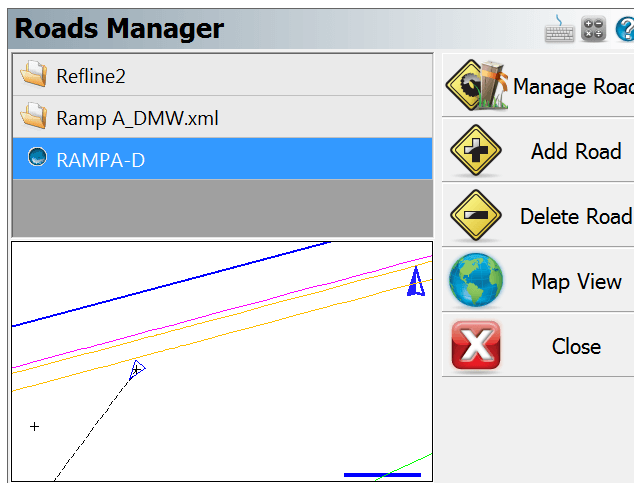 Roads Manager
Refline2
Ramp A_DMW.xml
RAMPA-D
Manage Road
Add Road
Delete Road
Map View
Close